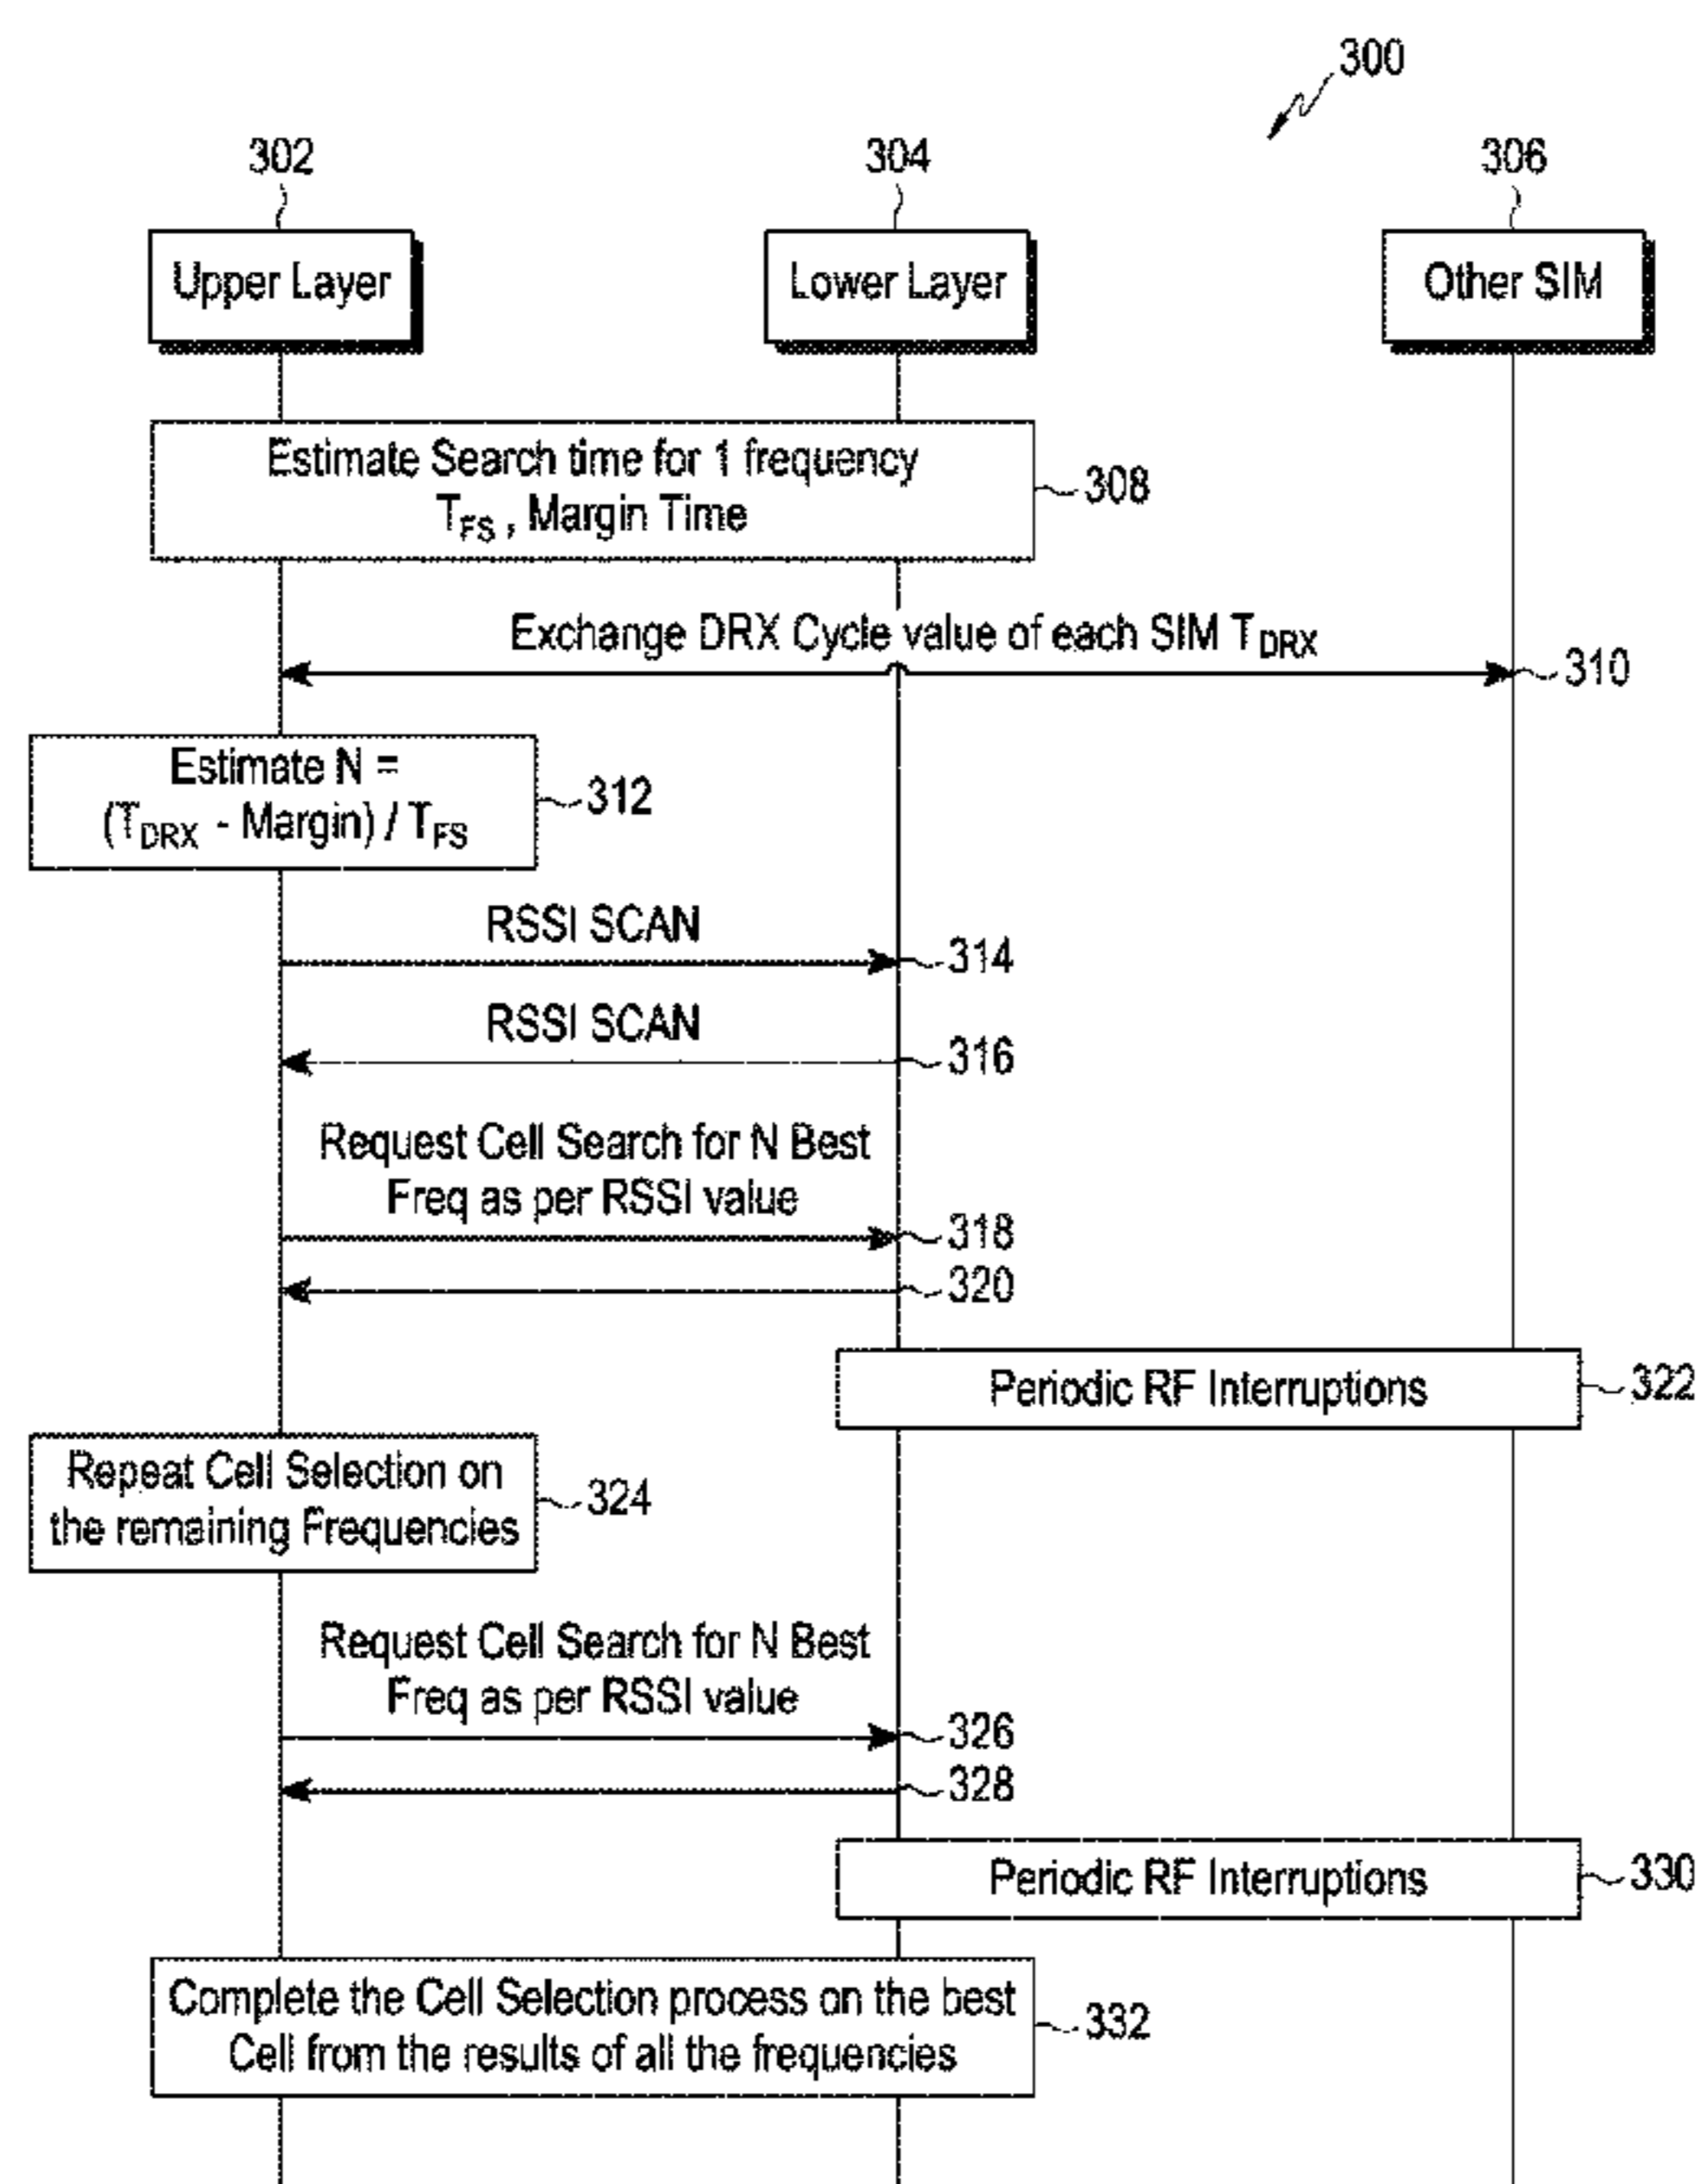 300
302
304
306
Upper Layer
Lower Layer
Other SIM
Estimate Search time for 1 frequency
T_FS , Margin Time
308
Exchange DRX Cycle value of each SIM T_DRX
310
Estimate N =
(T_DRX - Margin) / T_FS
312
RSSI SCAN
314
RSSI SCAN
316
Request Cell Search for N Best
Freq as per RSSI value
318
320
Periodic RF Interruptions
322
Repeat Cell Selection on
the remaining Frequencies
324
Request Cell Search for N Best
Freq as per RSSI value
326
328
Periodic RF Interruptions
330
Complete the Cell Selection process on the best
Cell from the results of all the frequencies
332